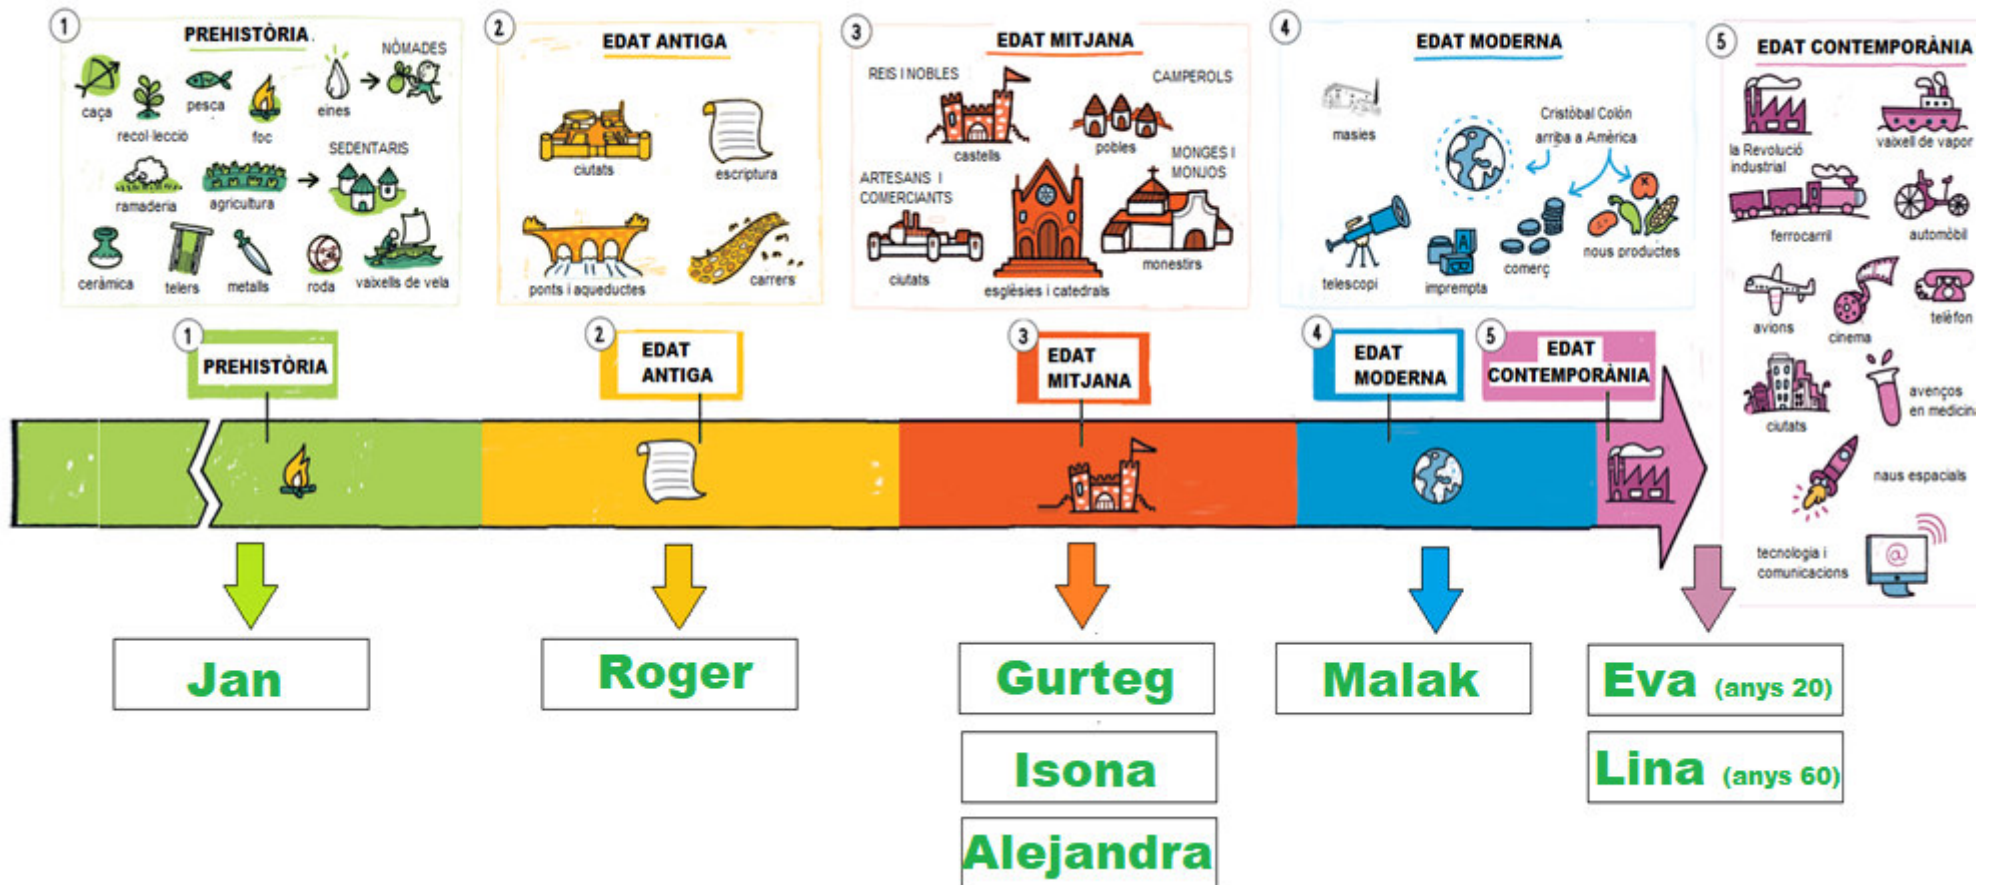 1
PREHISTÒRIA.
NÒMADES
caça
recol·lecció
pesca
foc
eines
SEDENTARIS
ramaderia
agricultura
ceràmica
telers
metalls
roda
vaixells de vela
2
EDAT ANTIGA
ciutats
escriptura
ponts i aqueductes
carrers
3
EDAT MITJANA
REIS I NOBLES
CAMPEROLS
castells
pobles
ARTESANS I
COMERCIANTS
MONGES I
MONJOS
ciutats
esglèsies i catedrals
monestirs
4
EDAT MODERNA
masies
Cristòbal Colón
arriba a Amèrica
telescopi
imprempta
A
comerç
nous productes
5
EDAT CONTEMPORÀNIA
la Revolució
industrial
vaixell de vapor
ferrocarril
automòbil
avions
cinema
telèfon
ciutats
avenços
en medicina
naus espacials
tecnologia i
comunicacions
@
1
PREHISTÒRIA
2
EDAT
ANTIGA
3
EDAT
MITJANA
4
EDAT
MODERNA
5
EDAT
CONTEMPORÀNIA
Jan
Roger
Gurteg
Isona
Alejandra
Malak
Eva (anys 20)
Lina (anys 60)